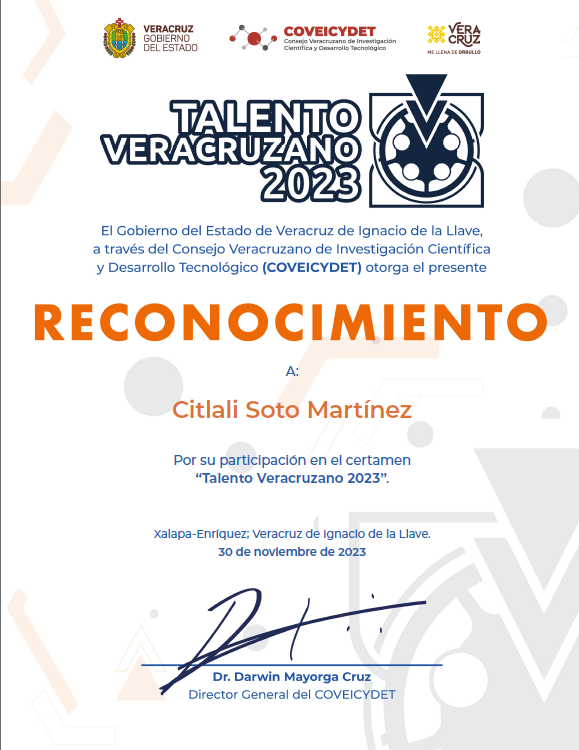 VERACRUZ
GOBIERNO
DEL ESTADO
COVEICYDET
Consejo Veracruzano de Investigación
Científica y Desarrollo Tecnológico
VERA
CRUZ
ME LLENA DE ORGULLO
TALENTO
VERACRUZANO
2023
El Gobierno del Estado de Veracruz de Ignacio de la Llave,
a través del Consejo Veracruzano de Investigación Científica
y Desarrollo Tecnológico (COVEICYDET) otorga el presente
RECONOCIMIENTO
A:
Citlali Soto Martínez
Por su participación en el certamen
“Talento Veracruzano 2023”.
Xalapa-Enríquez; Veracruz de Ignacio de la Llave.
30 de noviembre de 2023
Dr. Darwin Mayorga Cruz
Director General del COVEICYDET